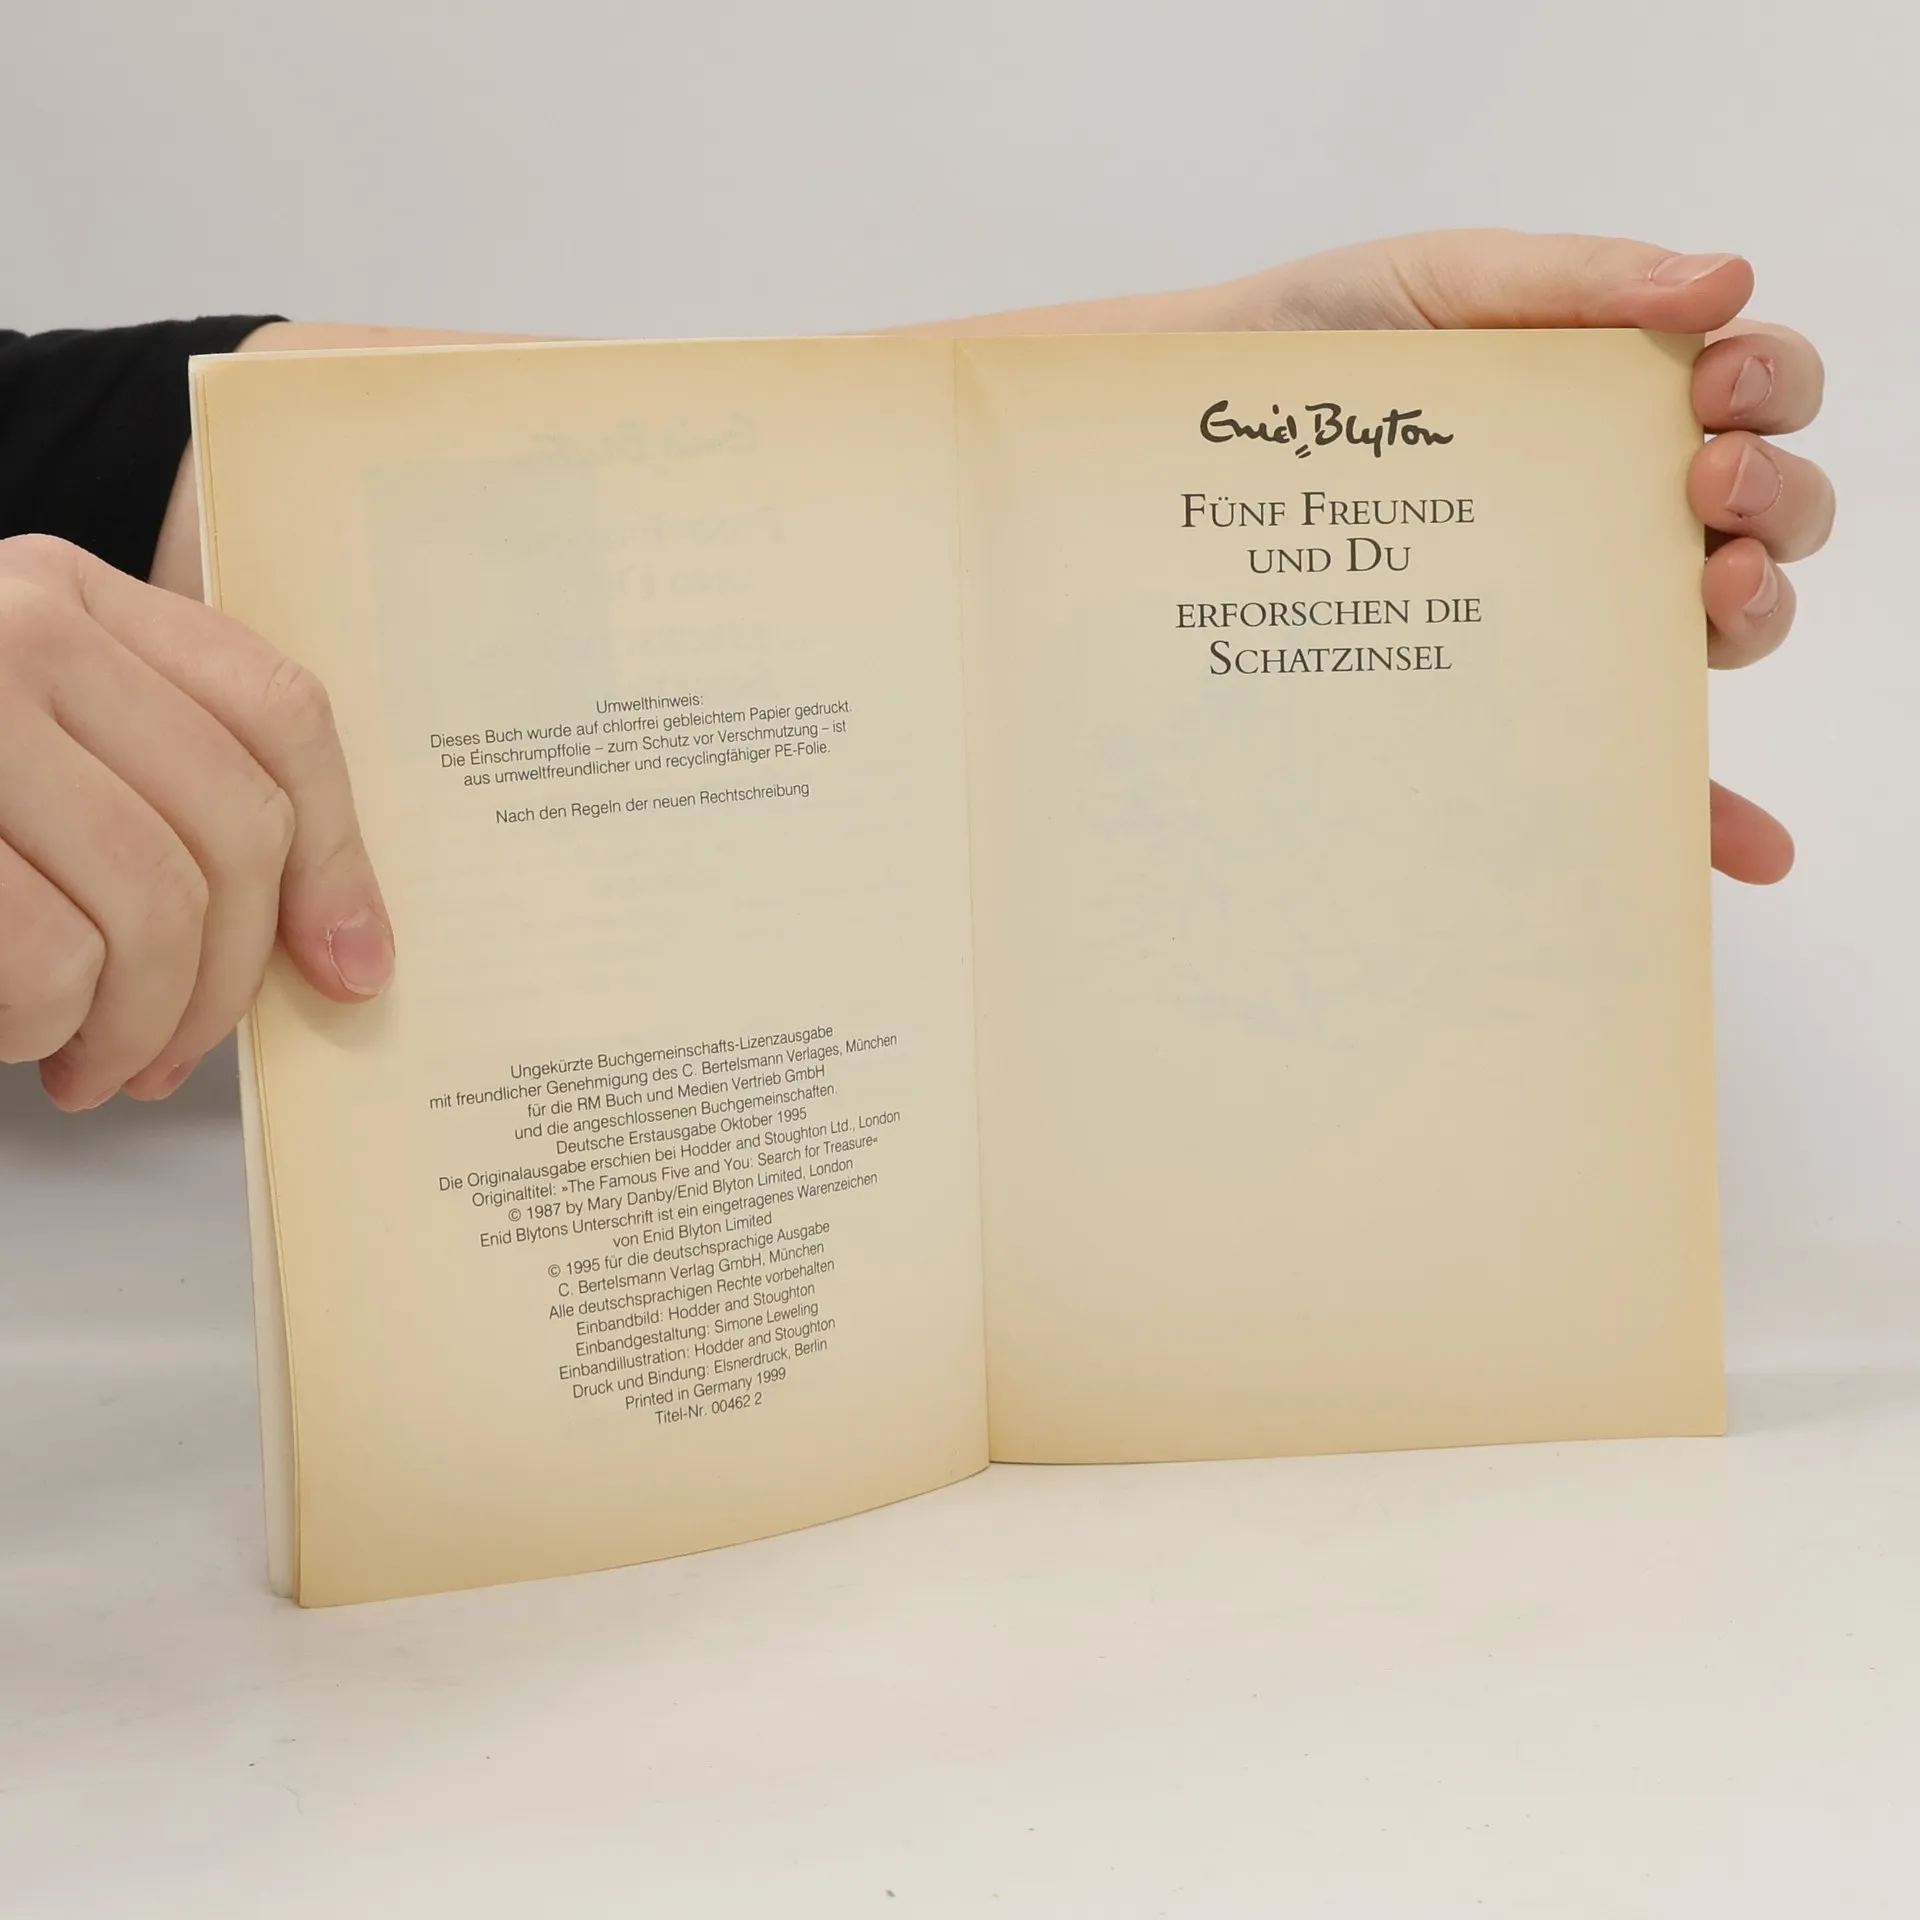 Umwelthinweis:
Dieses Buch wurde auf chlorfrei gebleichtem Papier gedruckt.
Die Einschrumpffolie – zum Schutz vor Verschmutzung – ist
aus umweltfreundlicher und recyclingfähiger PE-Folie.
Nach den Regeln der neuen Rechtschreibung
Ungekürzte Buchgemeinschafts-Lizenzausgabe
mit freundlicher Genehmigung des C. Bertelsmann Verlages, München
für die RM Buch und Medien Vertrieb GmbH
und die angeschlossenen Buchgemeinschaften.
Deutsche Erstausgabe Oktober 1995
Die Originalausgabe erschien bei Hodder and Stoughton Ltd., London
Originaltitel: »The Famous Five and You: Search for Treasure«
© 1987 by Mary Danby/Enid Blyton Limited, London
Enid Blytons Unterschrift ist ein eingetragenes Warenzeichen
von Enid Blyton Limited
© 1995 für die deutschsprachige Ausgabe
C. Bertelsmann Verlag GmbH, München
Alle deutschsprachigen Rechte vorbehalten
Einbandbild: Hodder and Stoughton
Einbandgestaltung: Simone Leweling
Einbandillustration: Hodder and Stoughton
Druck und Bindung: Elsnerdruck, Berlin
Printed in Germany 1999
Titel-Nr. 00462 2
Enid Blyton
FÜNF FREUNDE
UND DU
ERFORSCHEN DIE
SCHATZINSEL